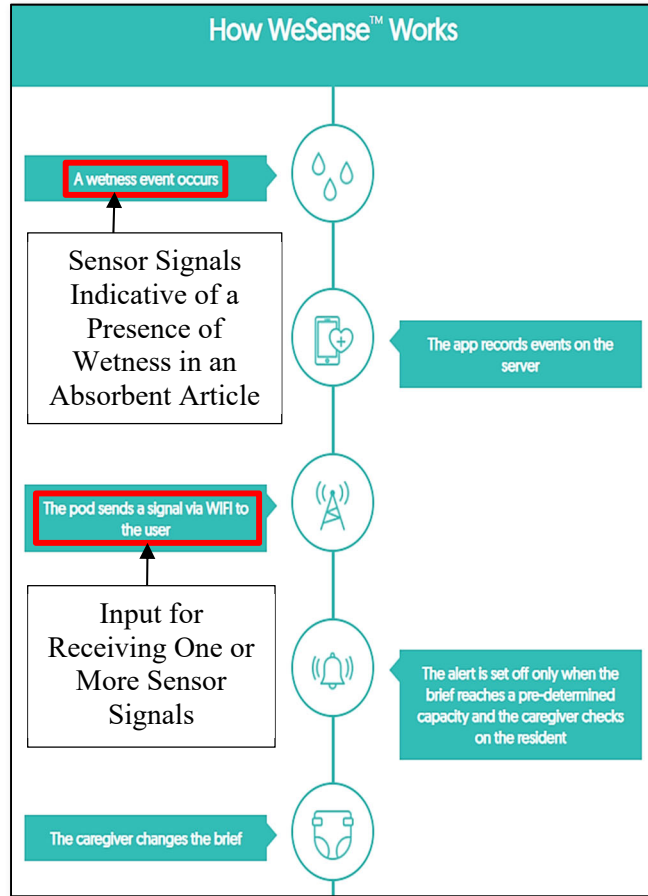 How WeSense™ Works
A wetness event occurs
Sensor Signals
Indicative of a
Presence of
Wetness in an
Absorbent Article
The app records events on the
server
The pod sends a signal via WIFI to
the user
Input for
Receiving One or
More Sensor
Signals
The alert is set off only when the
brief reaches a pre-determined
capacity and the caregiver checks
on the resident
The caregiver changes the brief